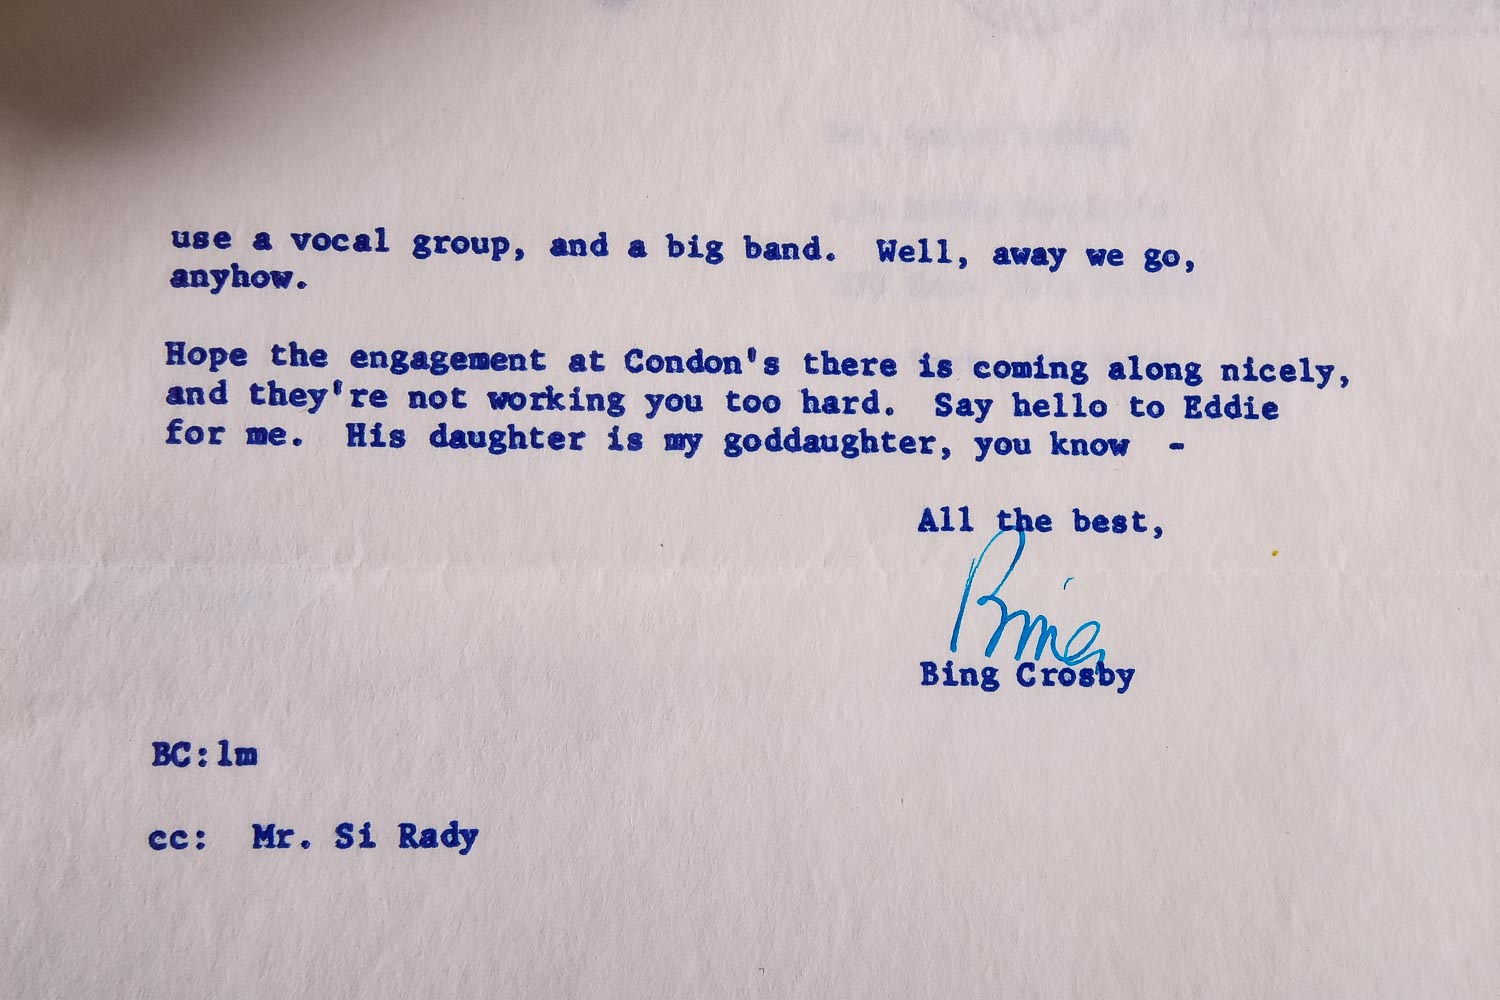 use a vocal group, and a big band. Well, away we go,
anyhow.
Hope the engagement at Condon's there is coming along nicely,
and they're not working you too hard. Say hello to Eddie
for me. His daughter is my goddaughter, you know -
All the best,
Bing
Bing Crosby
BC:lm
cc: Mr. Si Rady